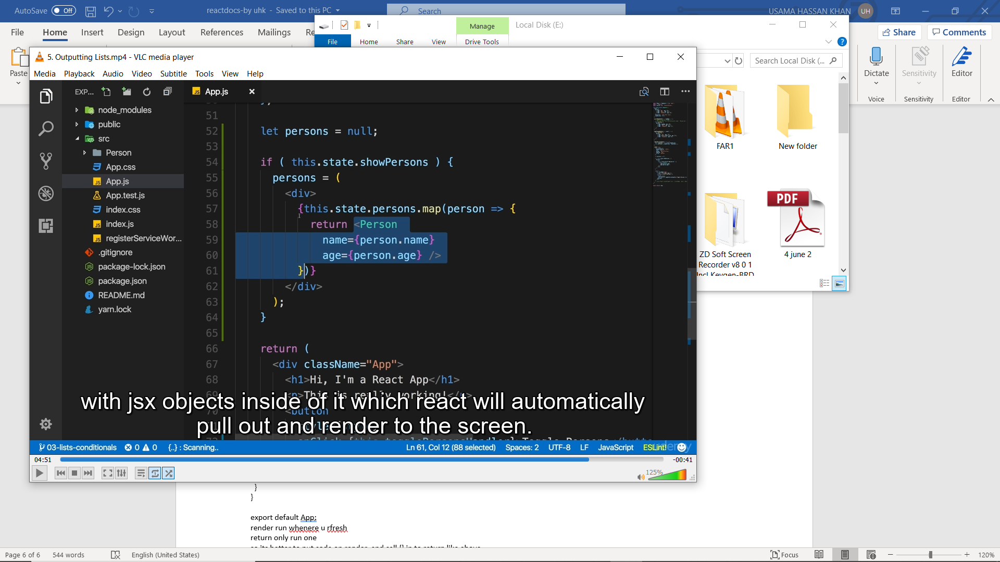 AutoSave Off
reactdocs-by uhk - Saved to this PC
Search
USAMA HASSAN KHAN UH
File Home Insert Design Layout References Mailings Re
Share Comments
Paste
Dictate
Sensitivity
Editor
Voice Sensitivity Editor
Manage Local Disk (E:)
File Home Share View Drive Tools
Search Local Disk (...
FAR1
New folder
ZD Soft Screen
Recorder v8 0 1
Incl Keygen-BRD
PDF
4 june 2
5. Outputting Lists.mp4 - VLC media player
Media Playback Audio Video Subtitle Tools View Help
EXP...
App.js
node_modules
public
src
Person
App.css
App.js
App.test.js
index.css
index.js
registerServiceWor...
.gitignore
package-lock.json
package.json
README.md
yarn.lock
51
52 let persons = null;
53
54 if ( this.state.showPersons ) {
55 persons = (
56 <div>
57 {this.state.persons.map(person => {
58 return <Person
59 name={person.name}
60 age={person.age} />
61 })}
62 </div>
63 );
64 }
65
66 return (
67 <div className="App">
68 <h1>Hi, I'm a React App</h1>
69 <p>This is really working!</p>
<button
with jsx objects inside of it which react will automatically
pull out and render to the screen.
03-lists-conditionals 0 0 {..} : Scanning..
Ln 61, Col 12 (88 selected) Spaces: 2 UTF-8 LF JavaScript ESLint!
udemy
04:51 -00:41
125%
}
}
export default App;
render run whenere u rfresh
return only run one
Page 6 of 6 544 words English (United States)
Focus 120%